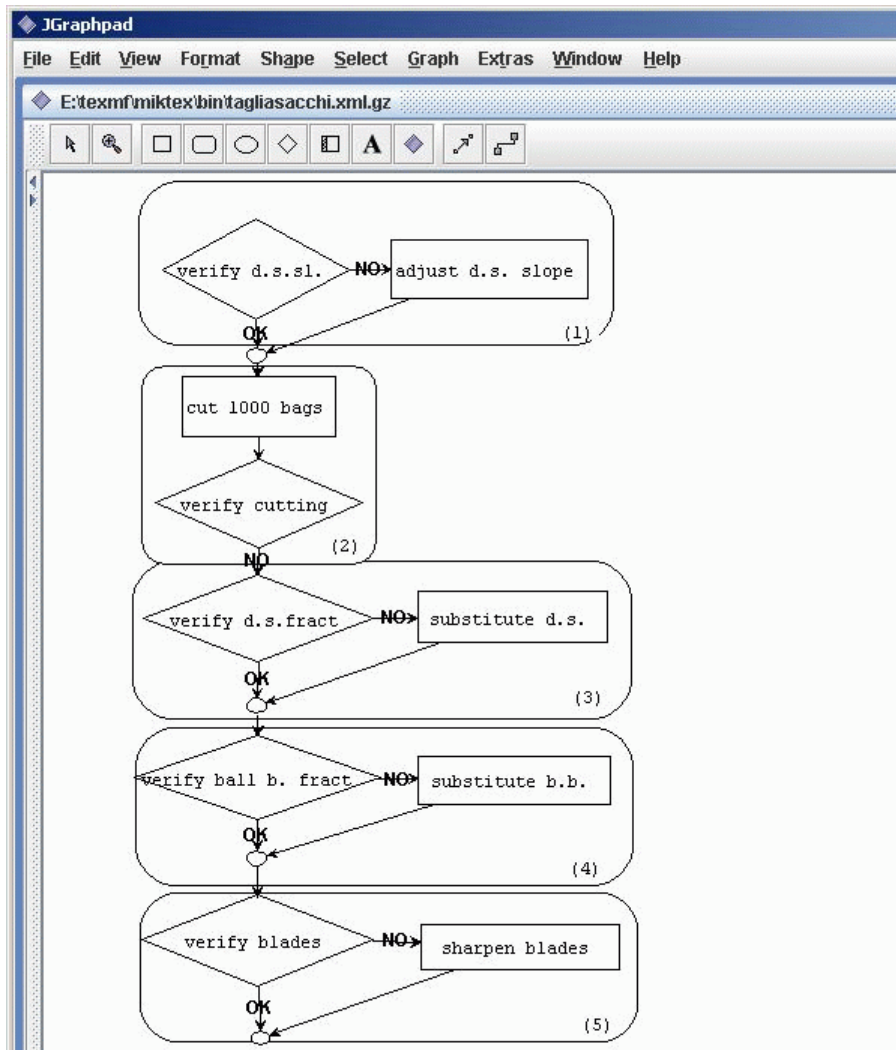 JGraphpad
File Edit View Format Shape Select Graph Extras Window Help
E:\texmf\miktex\bin\tagliasacchi.xml.gz
A
verify d.s.sl.
NO
adjust d.s. slope
OK
(1)
cut 1000 bags
verify cutting
(2)
NO
verify d.s.fract
NO
substitute d.s.
OK
(3)
verify ball b. fract
NO
substitute b.b.
OK
(4)
verify blades
NO
sharpen blades
OK
(5)